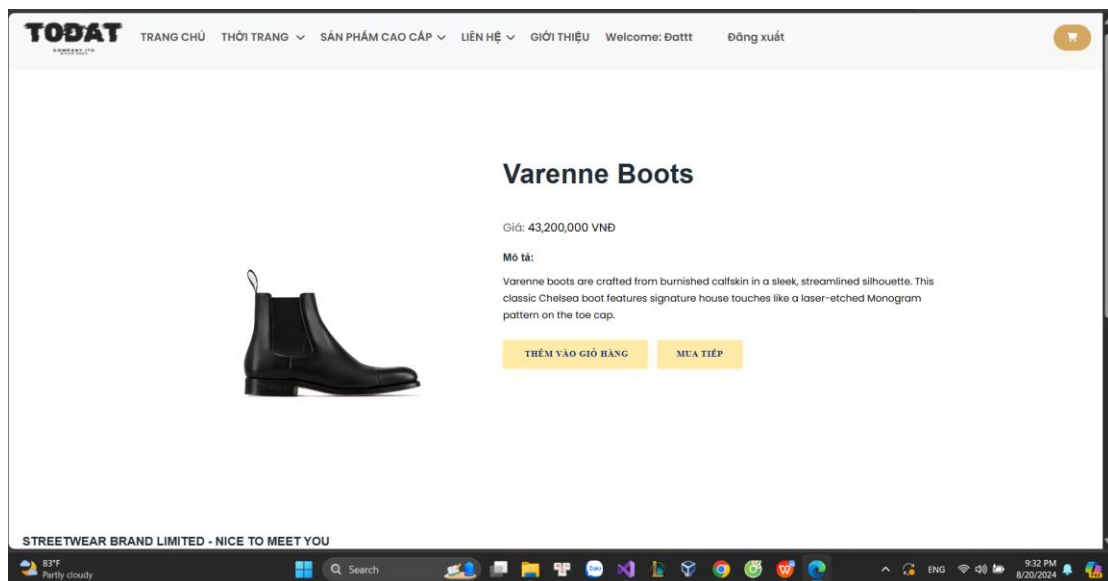 TODAT
COMPANY LTD
TRANG CHỦ THỜI TRANG SẢN PHẨM CAO CẤP LIÊN HỆ GIỚI THIỆU Welcome: Đattt Đăng xuất
Varenne Boots
Giá: 43,200,000 VNĐ
Mô tả:
Varenne boots are crafted from burnished calfskin in a sleek, streamlined silhouette. This
classic Chelsea boot features signature house touches like a laser-etched Monogram
pattern on the toe cap.
THÊM VÀO GIỎ HÀNG MUA TIẾP
STREETWEAR BRAND LIMITED - NICE TO MEET YOU
83°F
Partly cloudy
Search
Zalo
ENG
9:32 PM
8/20/2024